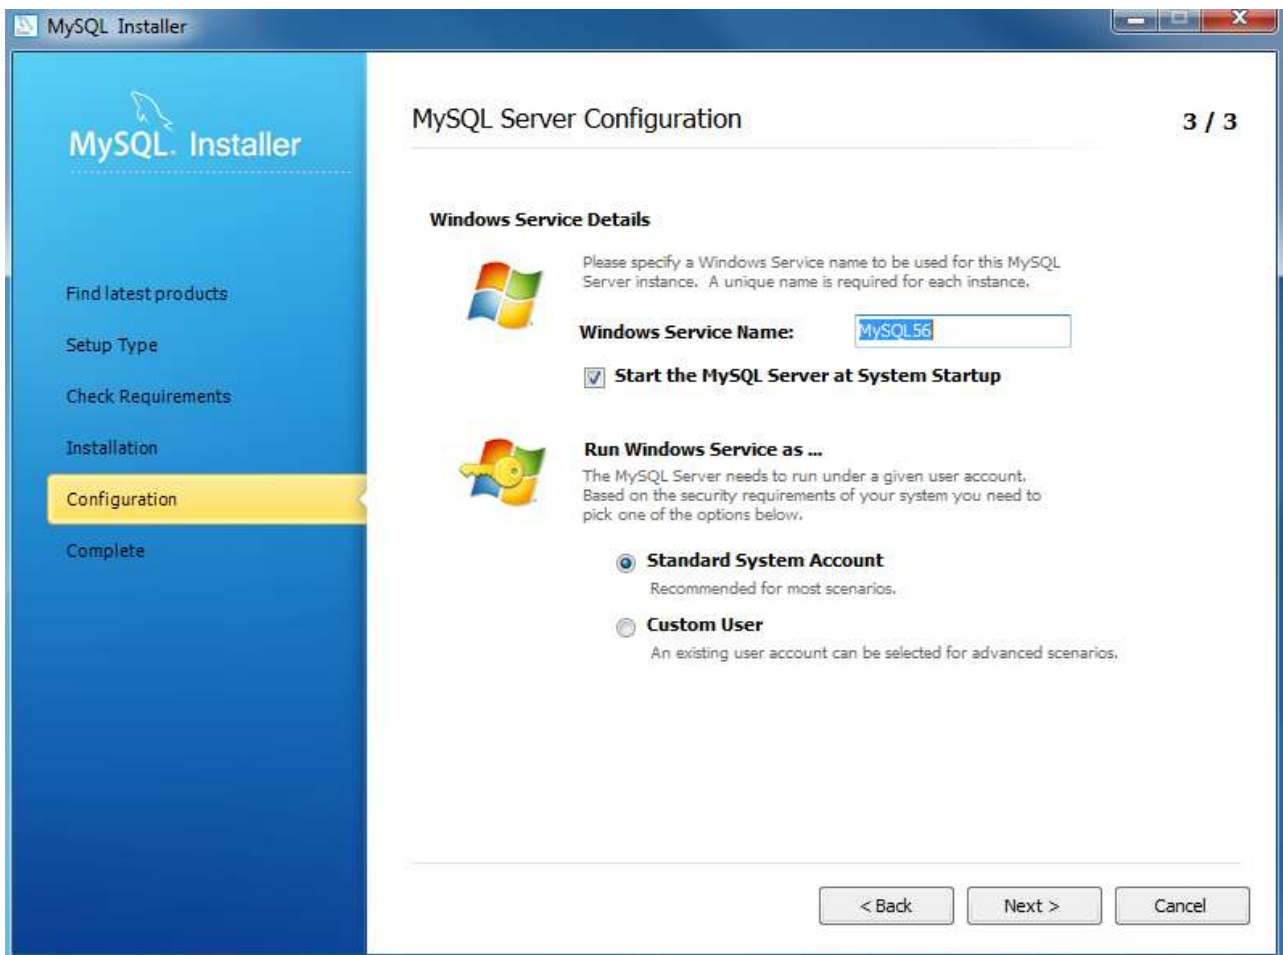 MySQL Installer
MySQL. Installer
MySQL Server Configuration
3 / 3
Find latest products
Setup Type
Check Requirements
Installation
Configuration
Complete
Windows Service Details
Please specify a Windows Service name to be used for this MySQL
Server instance. A unique name is required for each instance.
Windows Service Name: MySQL56
Start the MySQL Server at System Startup
Run Windows Service as ...
The MySQL Server needs to run under a given user account.
Based on the security requirements of your system you need to
pick one of the options below.
Standard System Account
Recommended for most scenarios.
Custom User
An existing user account can be selected for advanced scenarios.
< Back Next > Cancel